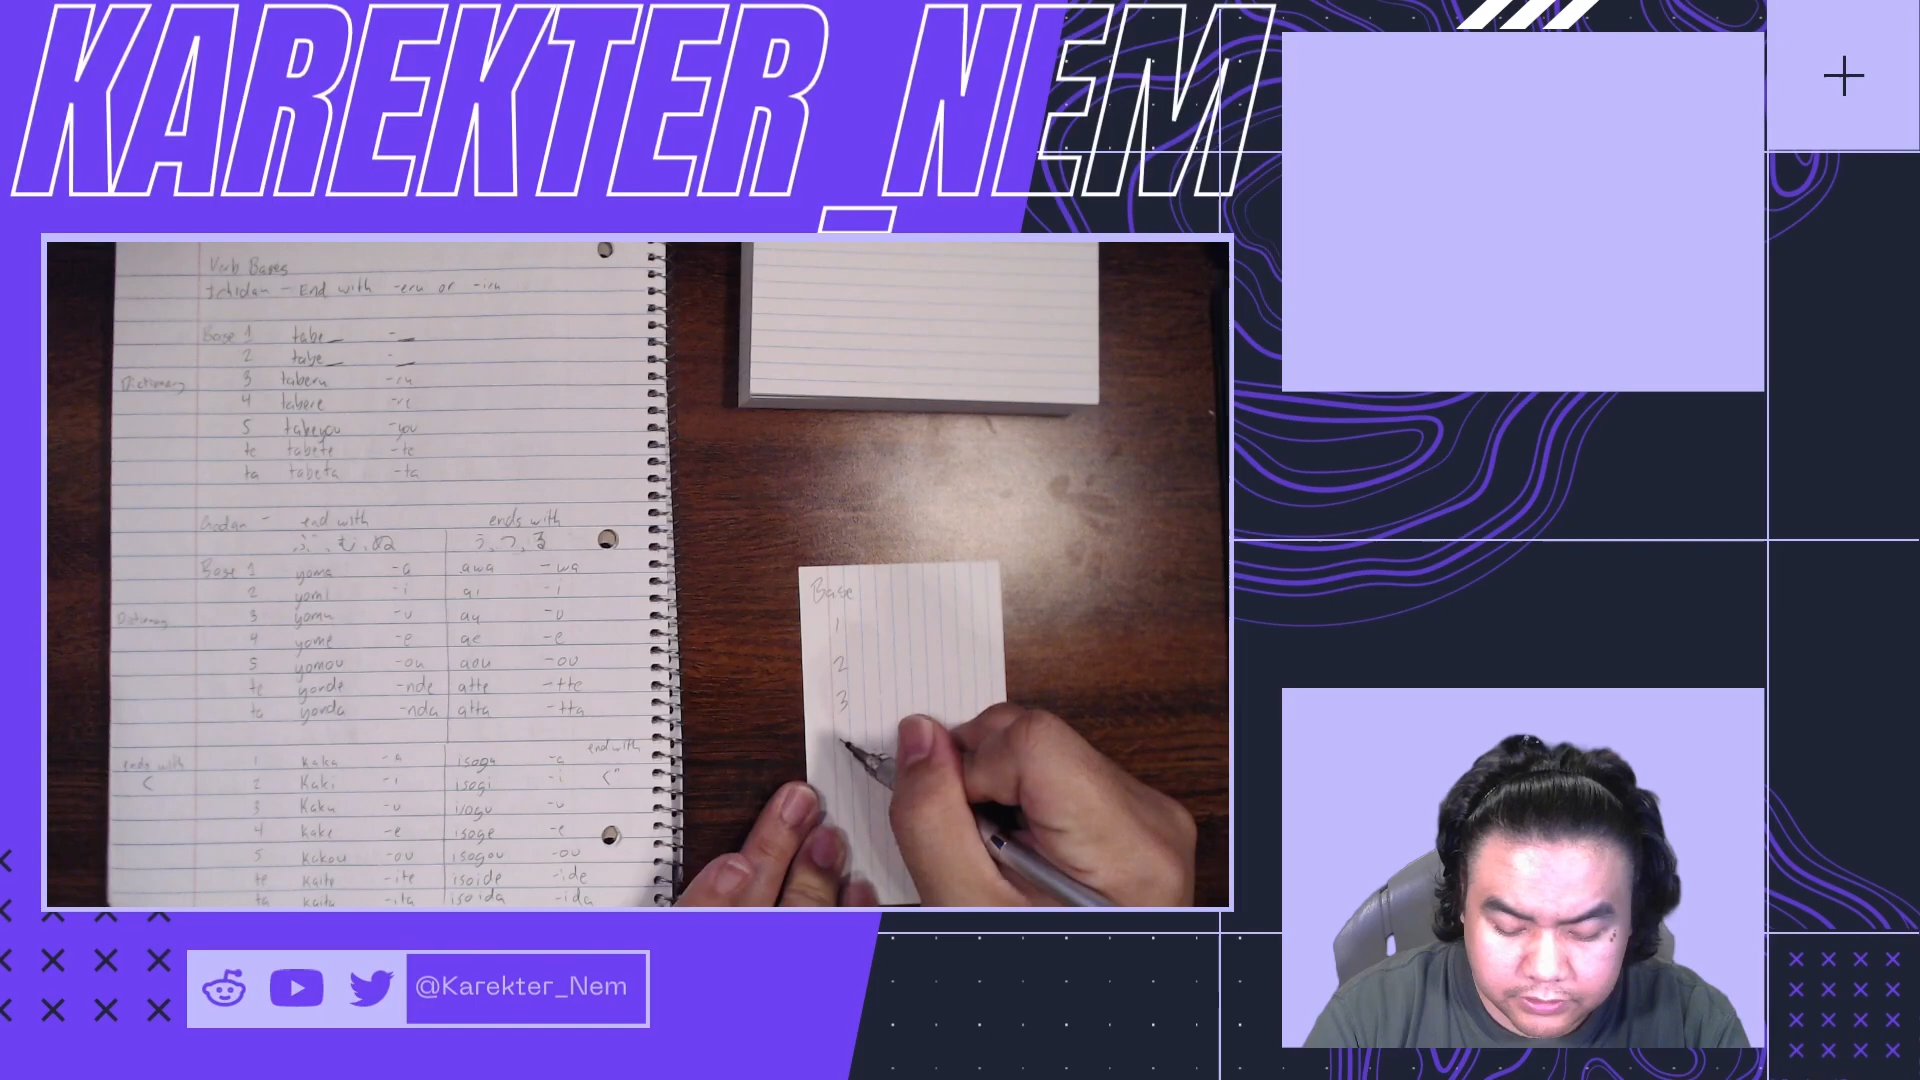 KAREKTER_NEM
Verb Bases
Ichidan - End with -eru or -iru
Base 1 tabe_ -_
2 tabe_ -_
Dictionary 3 taberu -ru
4 tabere -re
5 tabeyou -you
te tabete -te
ta tabeta -ta
Godan - end with ends with
ぶ、む、ぬ う、つ、る
Base 1 yoma -a awa -wa
2 yomi -i ai -i
Dictionary 3 yomu -u au -u
4 yome -e ae -e
5 yomou -ou aou -ou
te yonde -nde atte -tte
ta yonda -nda atta -tta
end with
ends with 1 kaka -a isoga -a
く 2 kaki -i isogi -i ぐ
3 kaku -u isogu -u
4 kake -e isoge -e
5 kakou -ou isogou -ou
te kaite -ite isoide -ide
ta kaita -ita isoida -ida
Base
1
2
3
@Karekter_Nem